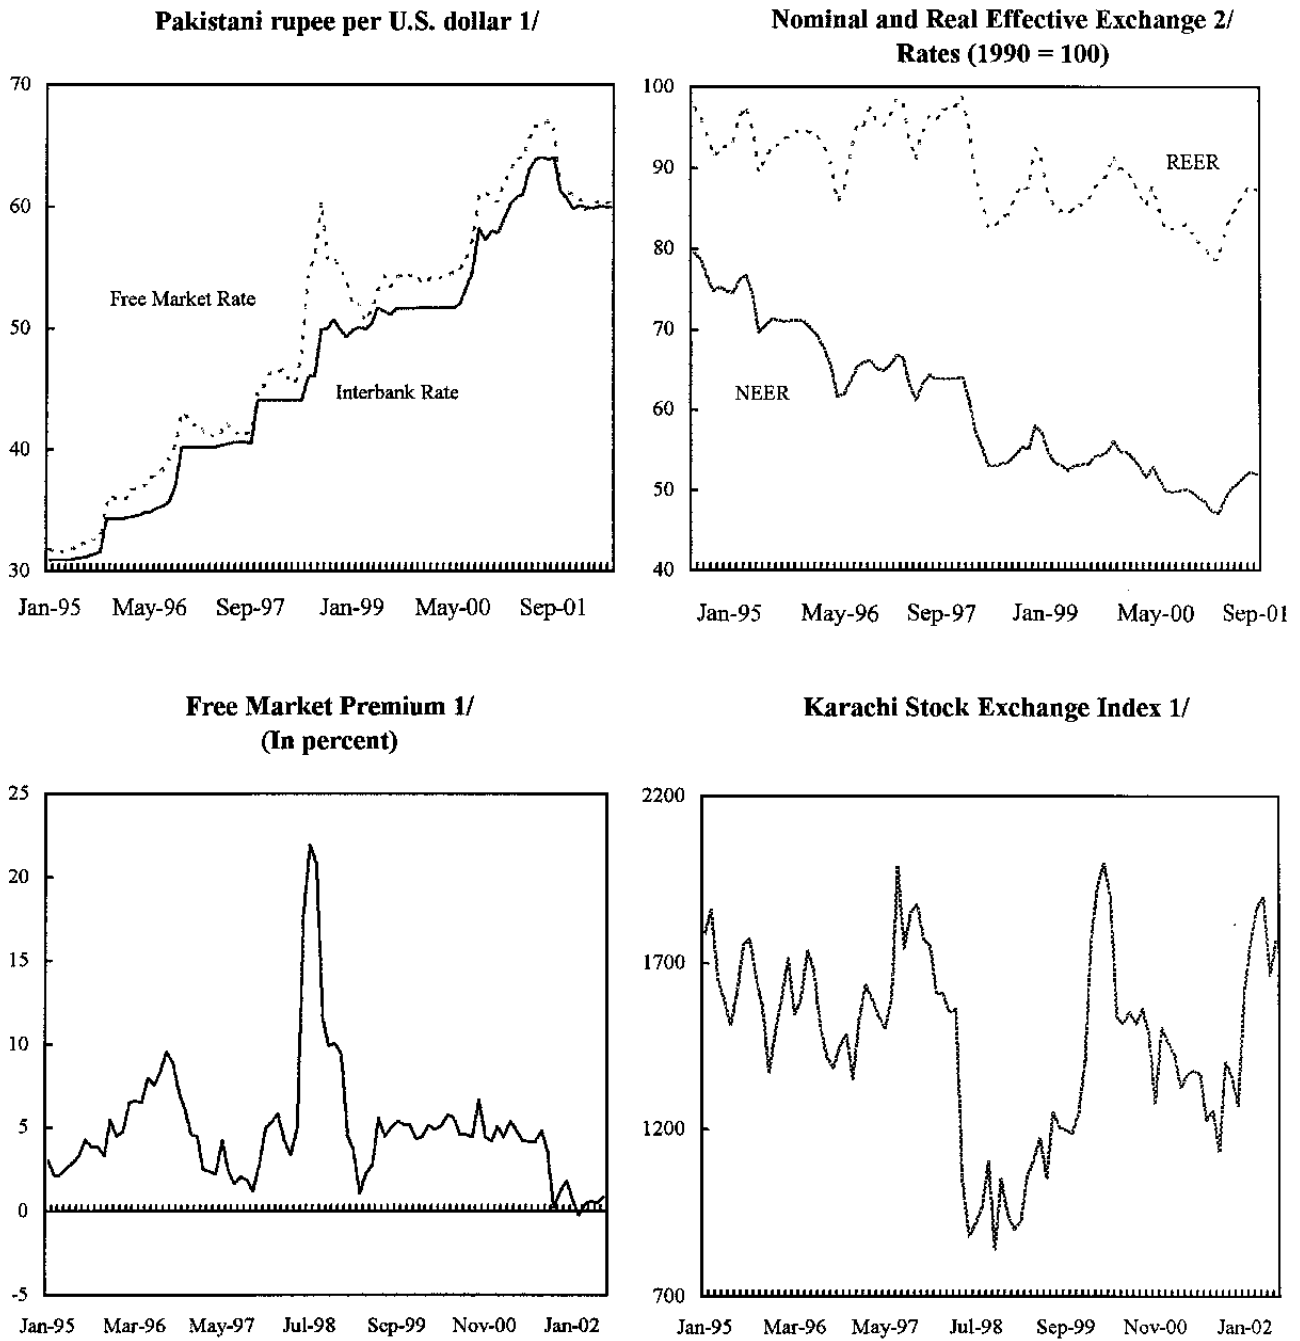 Pakistani rupee per U.S. dollar 1/
70
60
50
40
30
Free Market Rate
Interbank Rate
Jan-95 May-96 Sep-97 Jan-99 May-00 Sep-01
Nominal and Real Effective Exchange 2/
Rates (1990 = 100)
100
90
80
70
60
50
40
REER
NEER
Jan-95 May-96 Sep-97 Jan-99 May-00 Sep-01
Free Market Premium 1/
(In percent)
25
20
15
10
5
0
-5
Jan-95 Mar-96 May-97 Jul-98 Sep-99 Nov-00 Jan-02
Karachi Stock Exchange Index 1/
2200
1700
1200
700
Jan-95 Mar-96 May-97 Jul-98 Sep-99 Nov-00 Jan-02